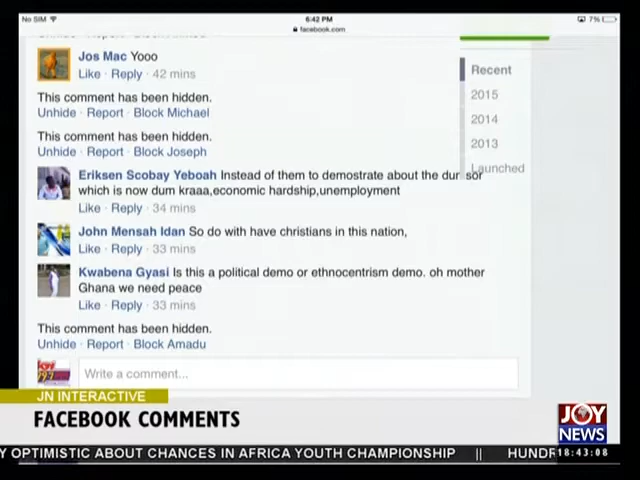 No SIM 6:42 PM 7%
facebook.com
Jos Mac Yooo
Like · Reply · 42 mins
This comment has been hidden.
Unhide · Report · Block Michael
This comment has been hidden.
Unhide · Report · Block Joseph
Eriksen Scobay Yeboah Instead of them to demostrate about the dum sor
which is now dum kraaa,economic hardship,unemployment
Like · Reply · 34 mins
John Mensah Idan So do with have christians in this nation,
Like · Reply · 33 mins
Kwabena Gyasi Is this a political demo or ethnocentrism demo. oh mother
Ghana we need peace
Like · Reply · 33 mins
This comment has been hidden.
Unhide · Report · Block Amadu
Write a comment...
Recent
2015
2014
2013
Launched
JN INTERACTIVE
FACEBOOK COMMENTS
JOY
NEWS
Y OPTIMISTIC ABOUT CHANCES IN AFRICA YOUTH CHAMPIONSHIP || HUNDR
18:43:08